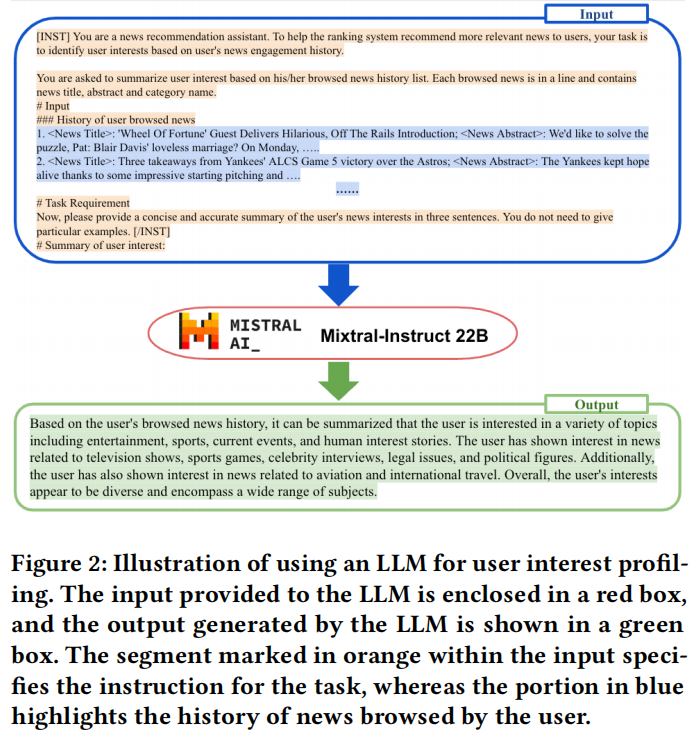 Input
[INST] You are a news recommendation assistant. To help the ranking system recommend more relevant news to users, your task is
to identify user interests based on user's news engagement history.
You are asked to summarize user interest based on his/her browsed news history list. Each browsed news is in a line and contains
news title, abstract and category name.
# Input
### History of user browsed news
1. <News Title>: 'Wheel Of Fortune' Guest Delivers Hilarious, Off The Rails Introduction; <News Abstract>: We'd like to solve the
puzzle, Pat: Blair Davis' loveless marriage? On Monday, …..
2. <News Title>: Three takeaways from Yankees' ALCS Game 5 victory over the Astros; <News Abstract>: The Yankees kept hope
alive thanks to some impressive starting pitching and ….
......
# Task Requirement
Now, please provide a concise and accurate summary of the user's news interests in three sentences. You do not need to give
particular examples. [/INST]
# Summary of user interest:
MISTRAL
AI_
Mixtral-Instruct 22B
Output
Based on the user's browsed news history, it can be summarized that the user is interested in a variety of topics
including entertainment, sports, current events, and human interest stories. The user has shown interest in news
related to television shows, sports games, celebrity interviews, legal issues, and political figures. Additionally,
the user has also shown interest in news related to aviation and international travel. Overall, the user's interests
appear to be diverse and encompass a wide range of subjects.
Figure 2: Illustration of using an LLM for user interest profil-
ing. The input provided to the LLM is enclosed in a red box,
and the output generated by the LLM is shown in a green
box. The segment marked in orange within the input speci-
fies the instruction for the task, whereas the portion in blue
highlights the history of news browsed by the user.